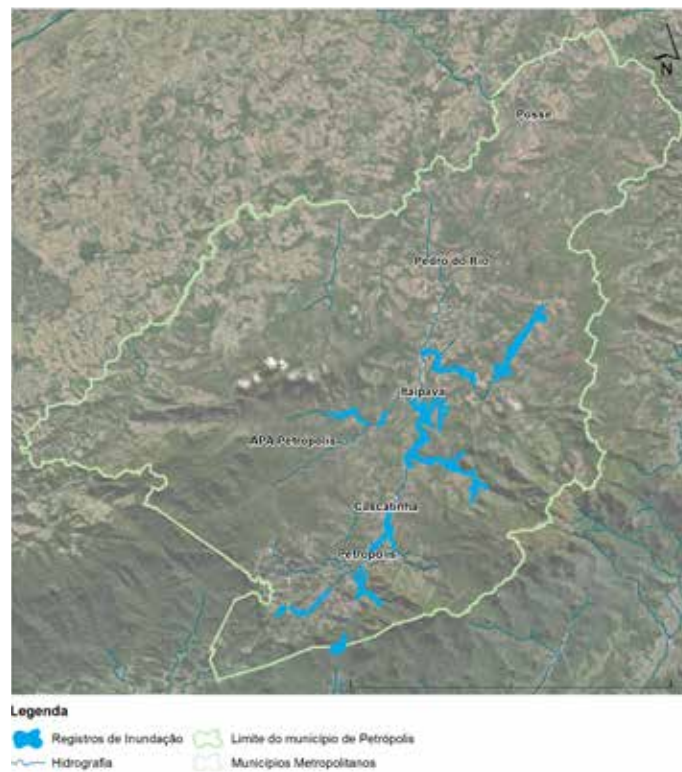 N
Posse
Pedro do Rio
Itaipava
APA Petrópolis
Cascatinha
Petrópolis
Legenda
Registros de Inundação
Limite do município de Petrópolis
Hidrografia
Municípios Metropolitanos